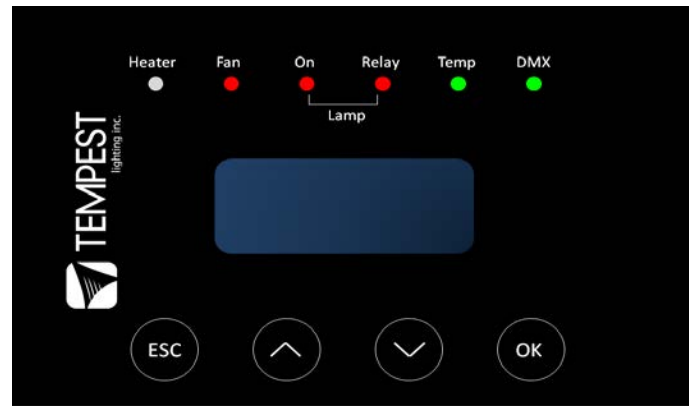 Heater Fan On Relay Temp DMX
Lamp
TEMPEST
lighting inc.
ESC OK